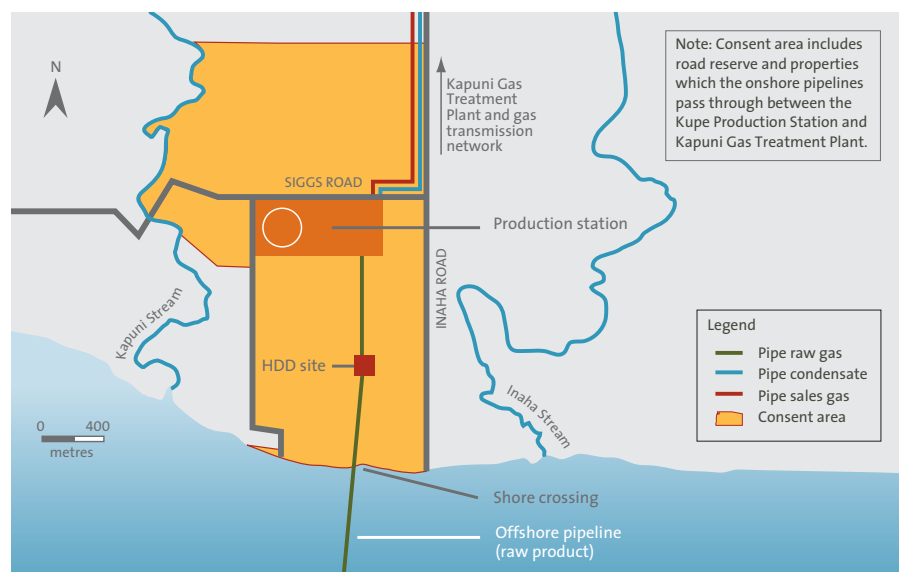 N
Kapuni Gas
Treatment
Plant and gas
transmission
network
Note: Consent area includes
road reserve and properties
which the onshore pipelines
pass through between the
Kupe Production Station and
Kapuni Gas Treatment Plant.
SIGGS ROAD
Production station
INAHA ROAD
Kapuni Stream
HDD site
Inaha Stream
Legend
Pipe raw gas
Pipe condensate
Pipe sales gas
Consent area
0 400
metres
Shore crossing
Offshore pipeline
(raw product)